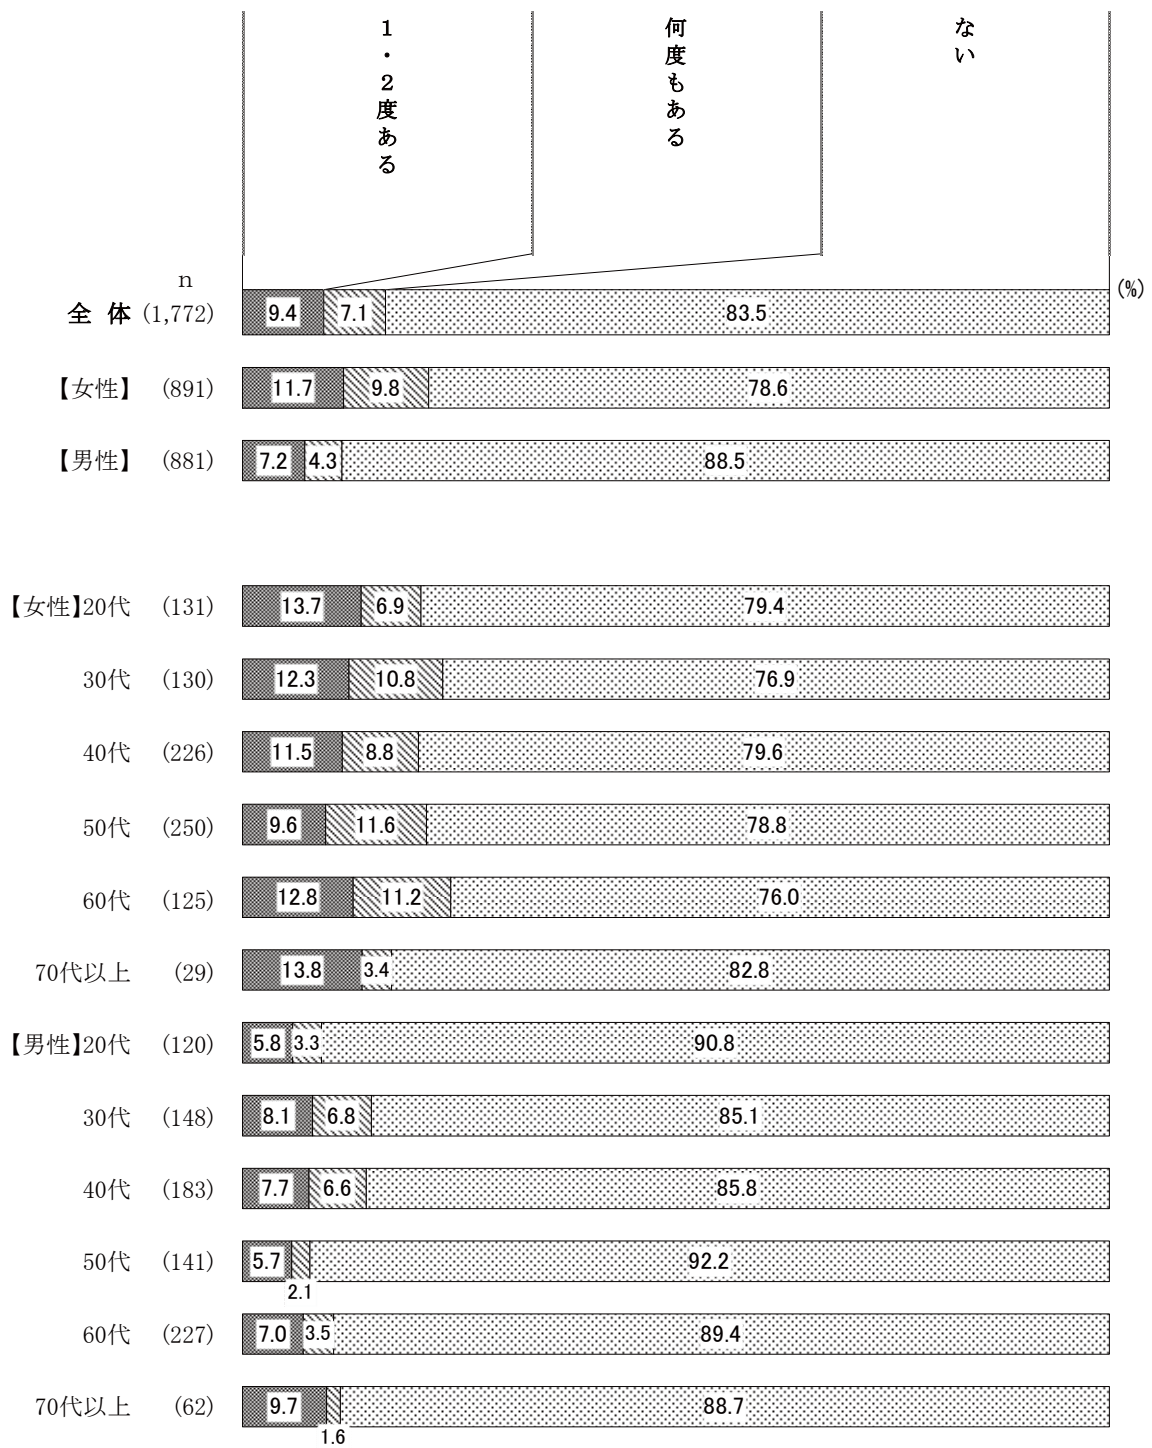 1・2度ある
何度もある
ない
n
(%)
全 体 (1,772) 9.4 7.1 83.5
【女性】 (891) 11.7 9.8 78.6
【男性】 (881) 7.2 4.3 88.5
【女性】20代 (131) 13.7 6.9 79.4
30代 (130) 12.3 10.8 76.9
40代 (226) 11.5 8.8 79.6
50代 (250) 9.6 11.6 78.8
60代 (125) 12.8 11.2 76.0
70代以上 (29) 13.8 3.4 82.8
【男性】20代 (120) 5.8 3.3 90.8
30代 (148) 8.1 6.8 85.1
40代 (183) 7.7 6.6 85.8
50代 (141) 5.7 2.1 92.2
60代 (227) 7.0 3.5 89.4
70代以上 (62) 9.7 1.6 88.7